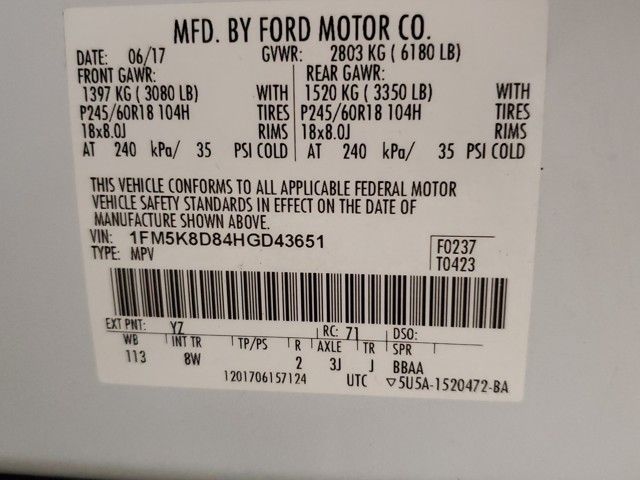 MFD. BY FORD MOTOR CO.
DATE: 06/17 GVWR: 2803 KG ( 6180 LB)
FRONT GAWR: REAR GAWR:
1397 KG ( 3080 LB) WITH 1520 KG ( 3350 LB) WITH
P245/60R18 104H TIRES P245/60R18 104H TIRES
18x8.0J RIMS 18x8.0J RIMS
AT 240 kPa/ 35 PSI COLD AT 240 kPa/ 35 PSI COLD
THIS VEHICLE CONFORMS TO ALL APPLICABLE FEDERAL MOTOR
VEHICLE SAFETY STANDARDS IN EFFECT ON THE DATE OF
MANUFACTURE SHOWN ABOVE.
VIN: 1FM5K8D84HGD43651 F0237
TYPE: MPV T0423
EXT PNT: YZ RC: 71 DSO:
WB INT TR TP/PS R AXLE TR SPR
113 8W 2 3J J BBAA
1201706157124 UTC ▽5U5A-1520472-BA